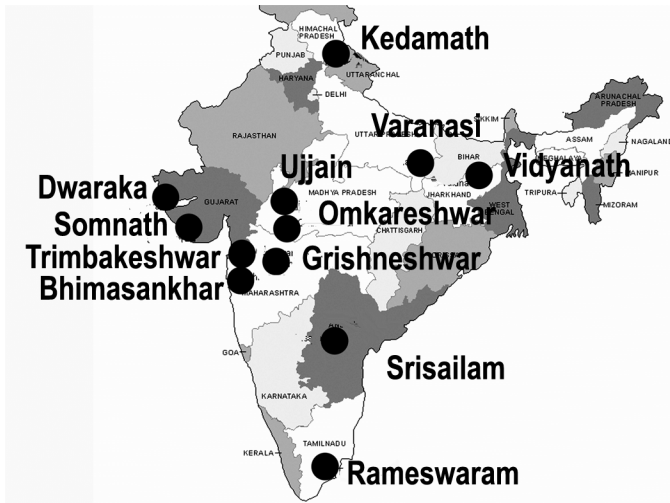 HIMACHAL
PRADESH
Kedamath
PUNJAB
UTTARANCHAL
HARYANA
DELHI
ARUNACHAL
PRADESH
Varanasi
SIKKIM
RAJASTHAN
UTTAR PRADESH
ASSAM
NAGALAND
Ujjain
BIHAR
Vidyanath
MEGHALAYA
MANIPUR
Dwaraka
MADHYA PRADESH
JHARKHAND
TRIPURA
MIZORAM
GUJARAT
Omkareshwar
WEST
BENGAL
Somnath
CHATTISGARH
Trimbakeshwar
Grishneshwar
Bhimasankhar
MAHARASHTRA
GOA
Srisailam
KARNATAKA
TAMILNADU
KERALA
Rameswaram